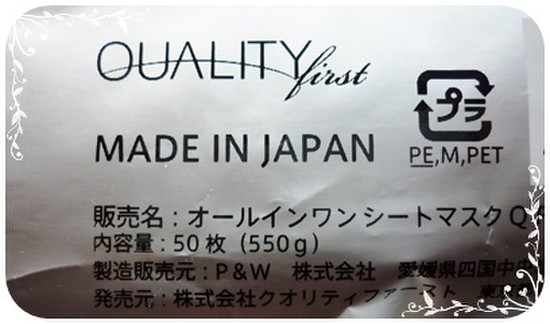 QUALITY first
プラ
MADE IN JAPAN
PE,M,PET
販売名：オールインワンシートマスクQ
内容量：50枚（550g）
製造販売元：P&W 株式会社 愛媛県四国中央
発売元：株式会社クオリティファースト 東京